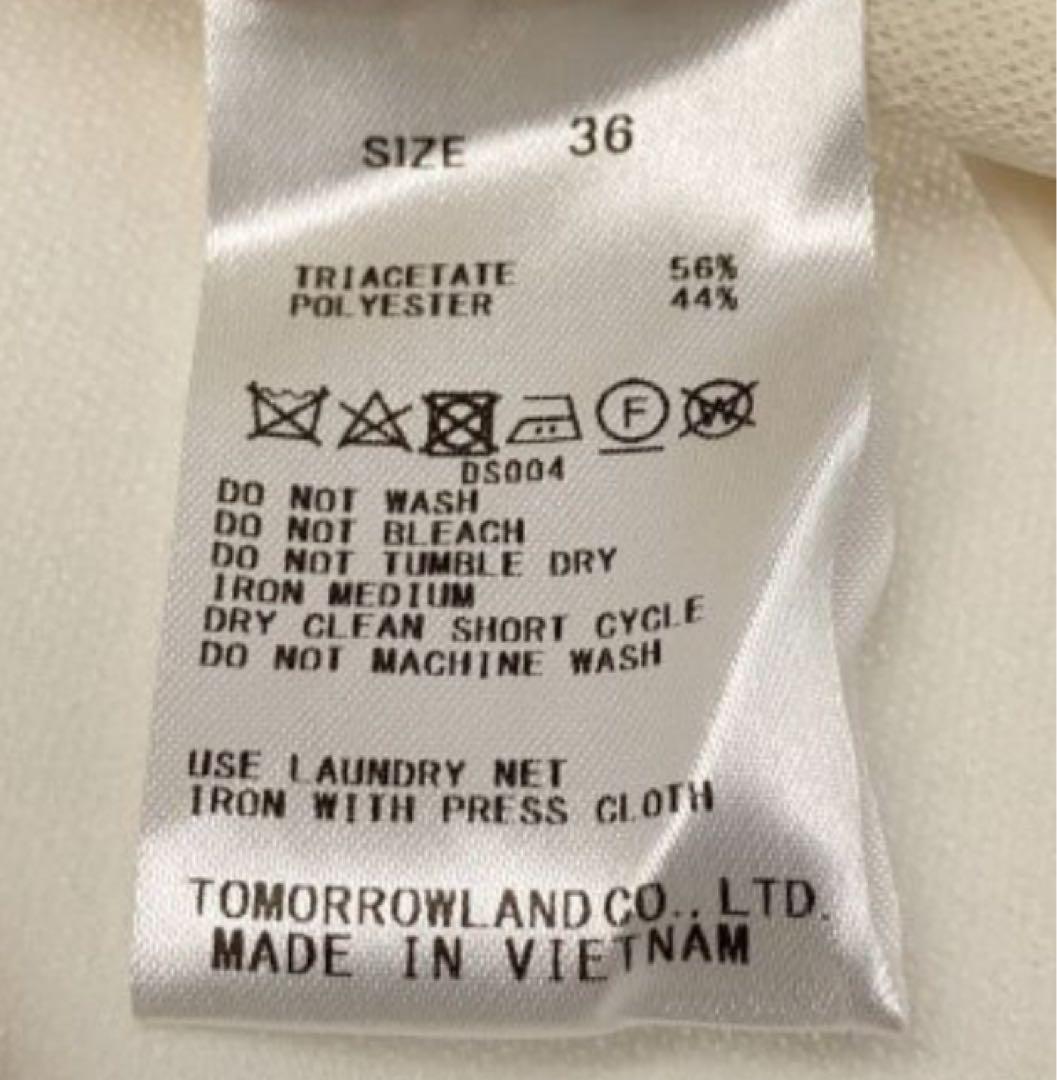 SIZE 36
TRIACETATE 56%
POLYESTER 44%
F W
DS004
DO NOT WASH
DO NOT BLEACH
DO NOT TUMBLE DRY
IRON MEDIUM
DRY CLEAN SHORT CYCLE
DO NOT MACHINE WASH
USE LAUNDRY NET
IRON WITH PRESS CLOTH
TOMORROWLAND CO., LTD.
MADE IN VIETNAM